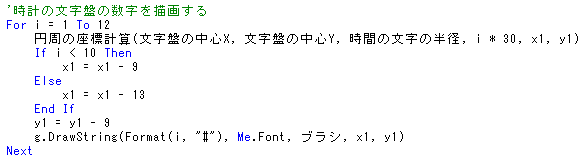 '時計の文字盤の数字を描画する
For i = 1 To 12
    円周の座標計算(文字盤の中心X, 文字盤の中心Y, 時間の文字の半径, i * 30, x1, y1)
    If i < 10 Then
        x1 = x1 - 9
    Else
        x1 = x1 - 13
    End If
    y1 = y1 - 9
    g.DrawString(Format(i, "#"), Me.Font, ブラシ, x1, y1)
Next